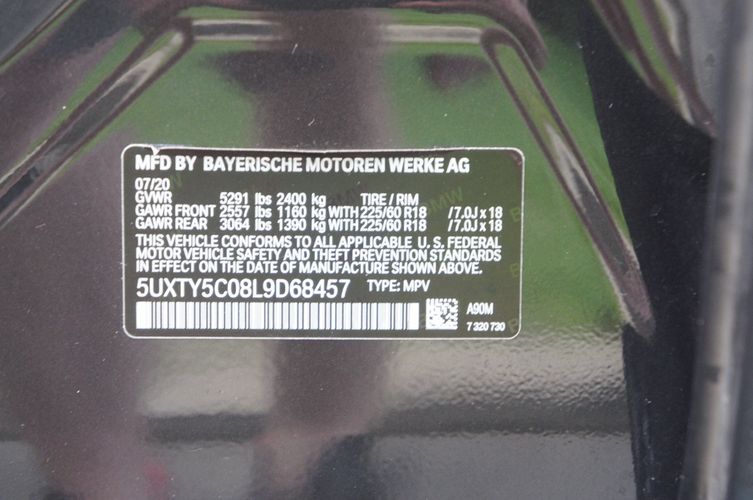 MFD BY BAYERISCHE MOTOREN WERKE AG
07/20
GVWR 5291 lbs 2400 kg TIRE / RIM
GAWR FRONT 2557 lbs 1160 kg WITH 225/60 R18 /7.0J x 18
GAWR REAR 3064 lbs 1390 kg WITH 225/60 R18 /7.0J x 18
THIS VEHICLE CONFORMS TO ALL APPLICABLE U. S. FEDERAL
MOTOR VEHICLE SAFETY AND THEFT PREVENTION STANDARDS
IN EFFECT ON THE DATE OF MANUFACTURE SHOWN ABOVE.
5UXTY5C08L9D68457 TYPE: MPV
A90M
7 320 730